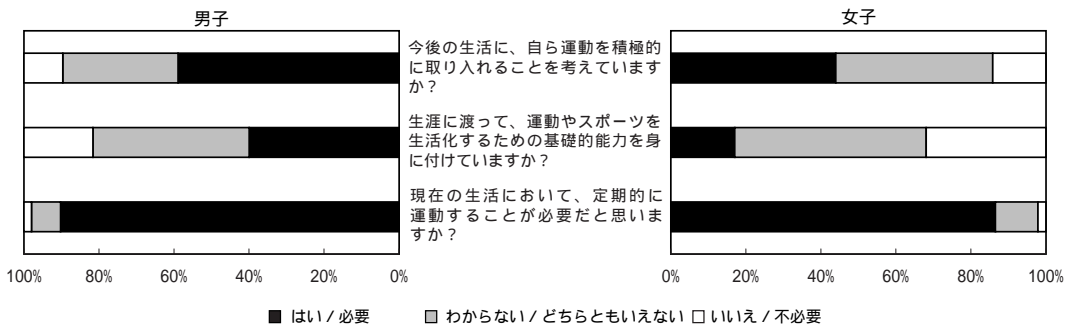 男子
女子
今後の生活に、自ら運動を積極的
に取り入れることを考えています
か？
生涯に渡って、運動やスポーツを
生活化するための基礎的能力を身
に付けていますか？
現在の生活において、定期的に
運動することが必要だと思いま
すか？
100% 80% 60% 40% 20% 0%
0% 20% 40% 60% 80% 100%
はい / 必要 わからない / どちらともいえない いいえ / 不必要